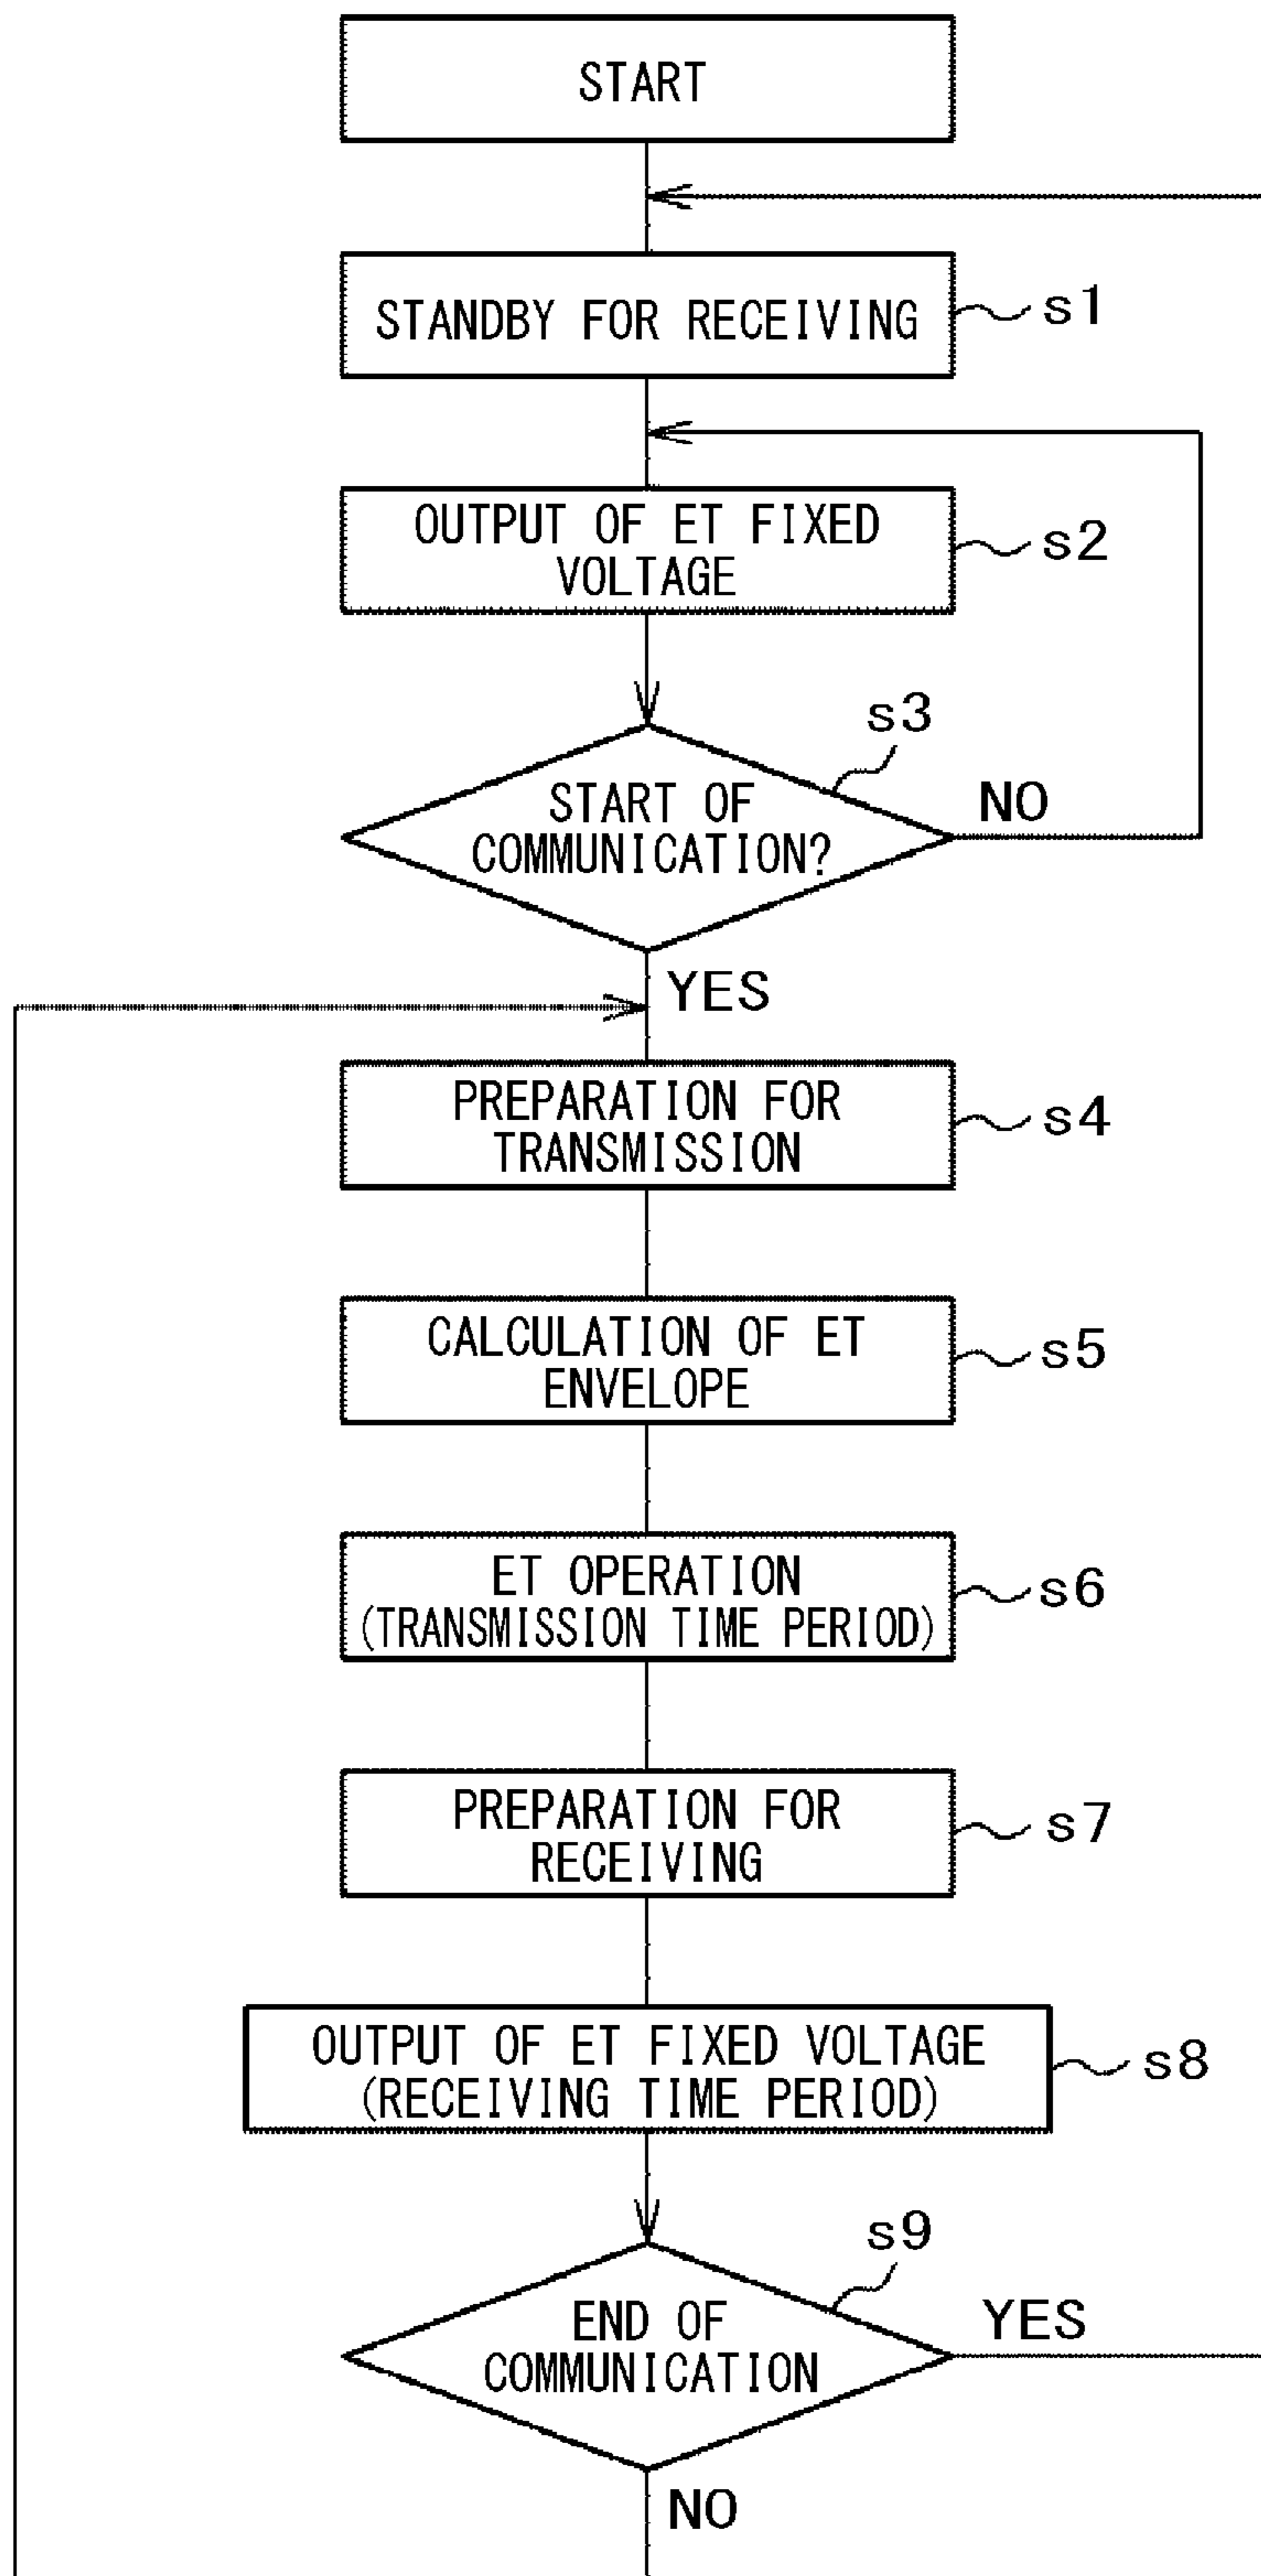 START
STANDBY FOR RECEIVING
s1
OUTPUT OF ET FIXED
VOLTAGE
s2
s3
START OF
COMMUNICATION?
NO
YES
PREPARATION FOR
TRANSMISSION
s4
CALCULATION OF ET
ENVELOPE
s5
ET OPERATION
(TRANSMISSION TIME PERIOD)
s6
PREPARATION FOR
RECEIVING
s7
OUTPUT OF ET FIXED VOLTAGE
(RECEIVING TIME PERIOD)
s8
s9
END OF
COMMUNICATION
YES
NO